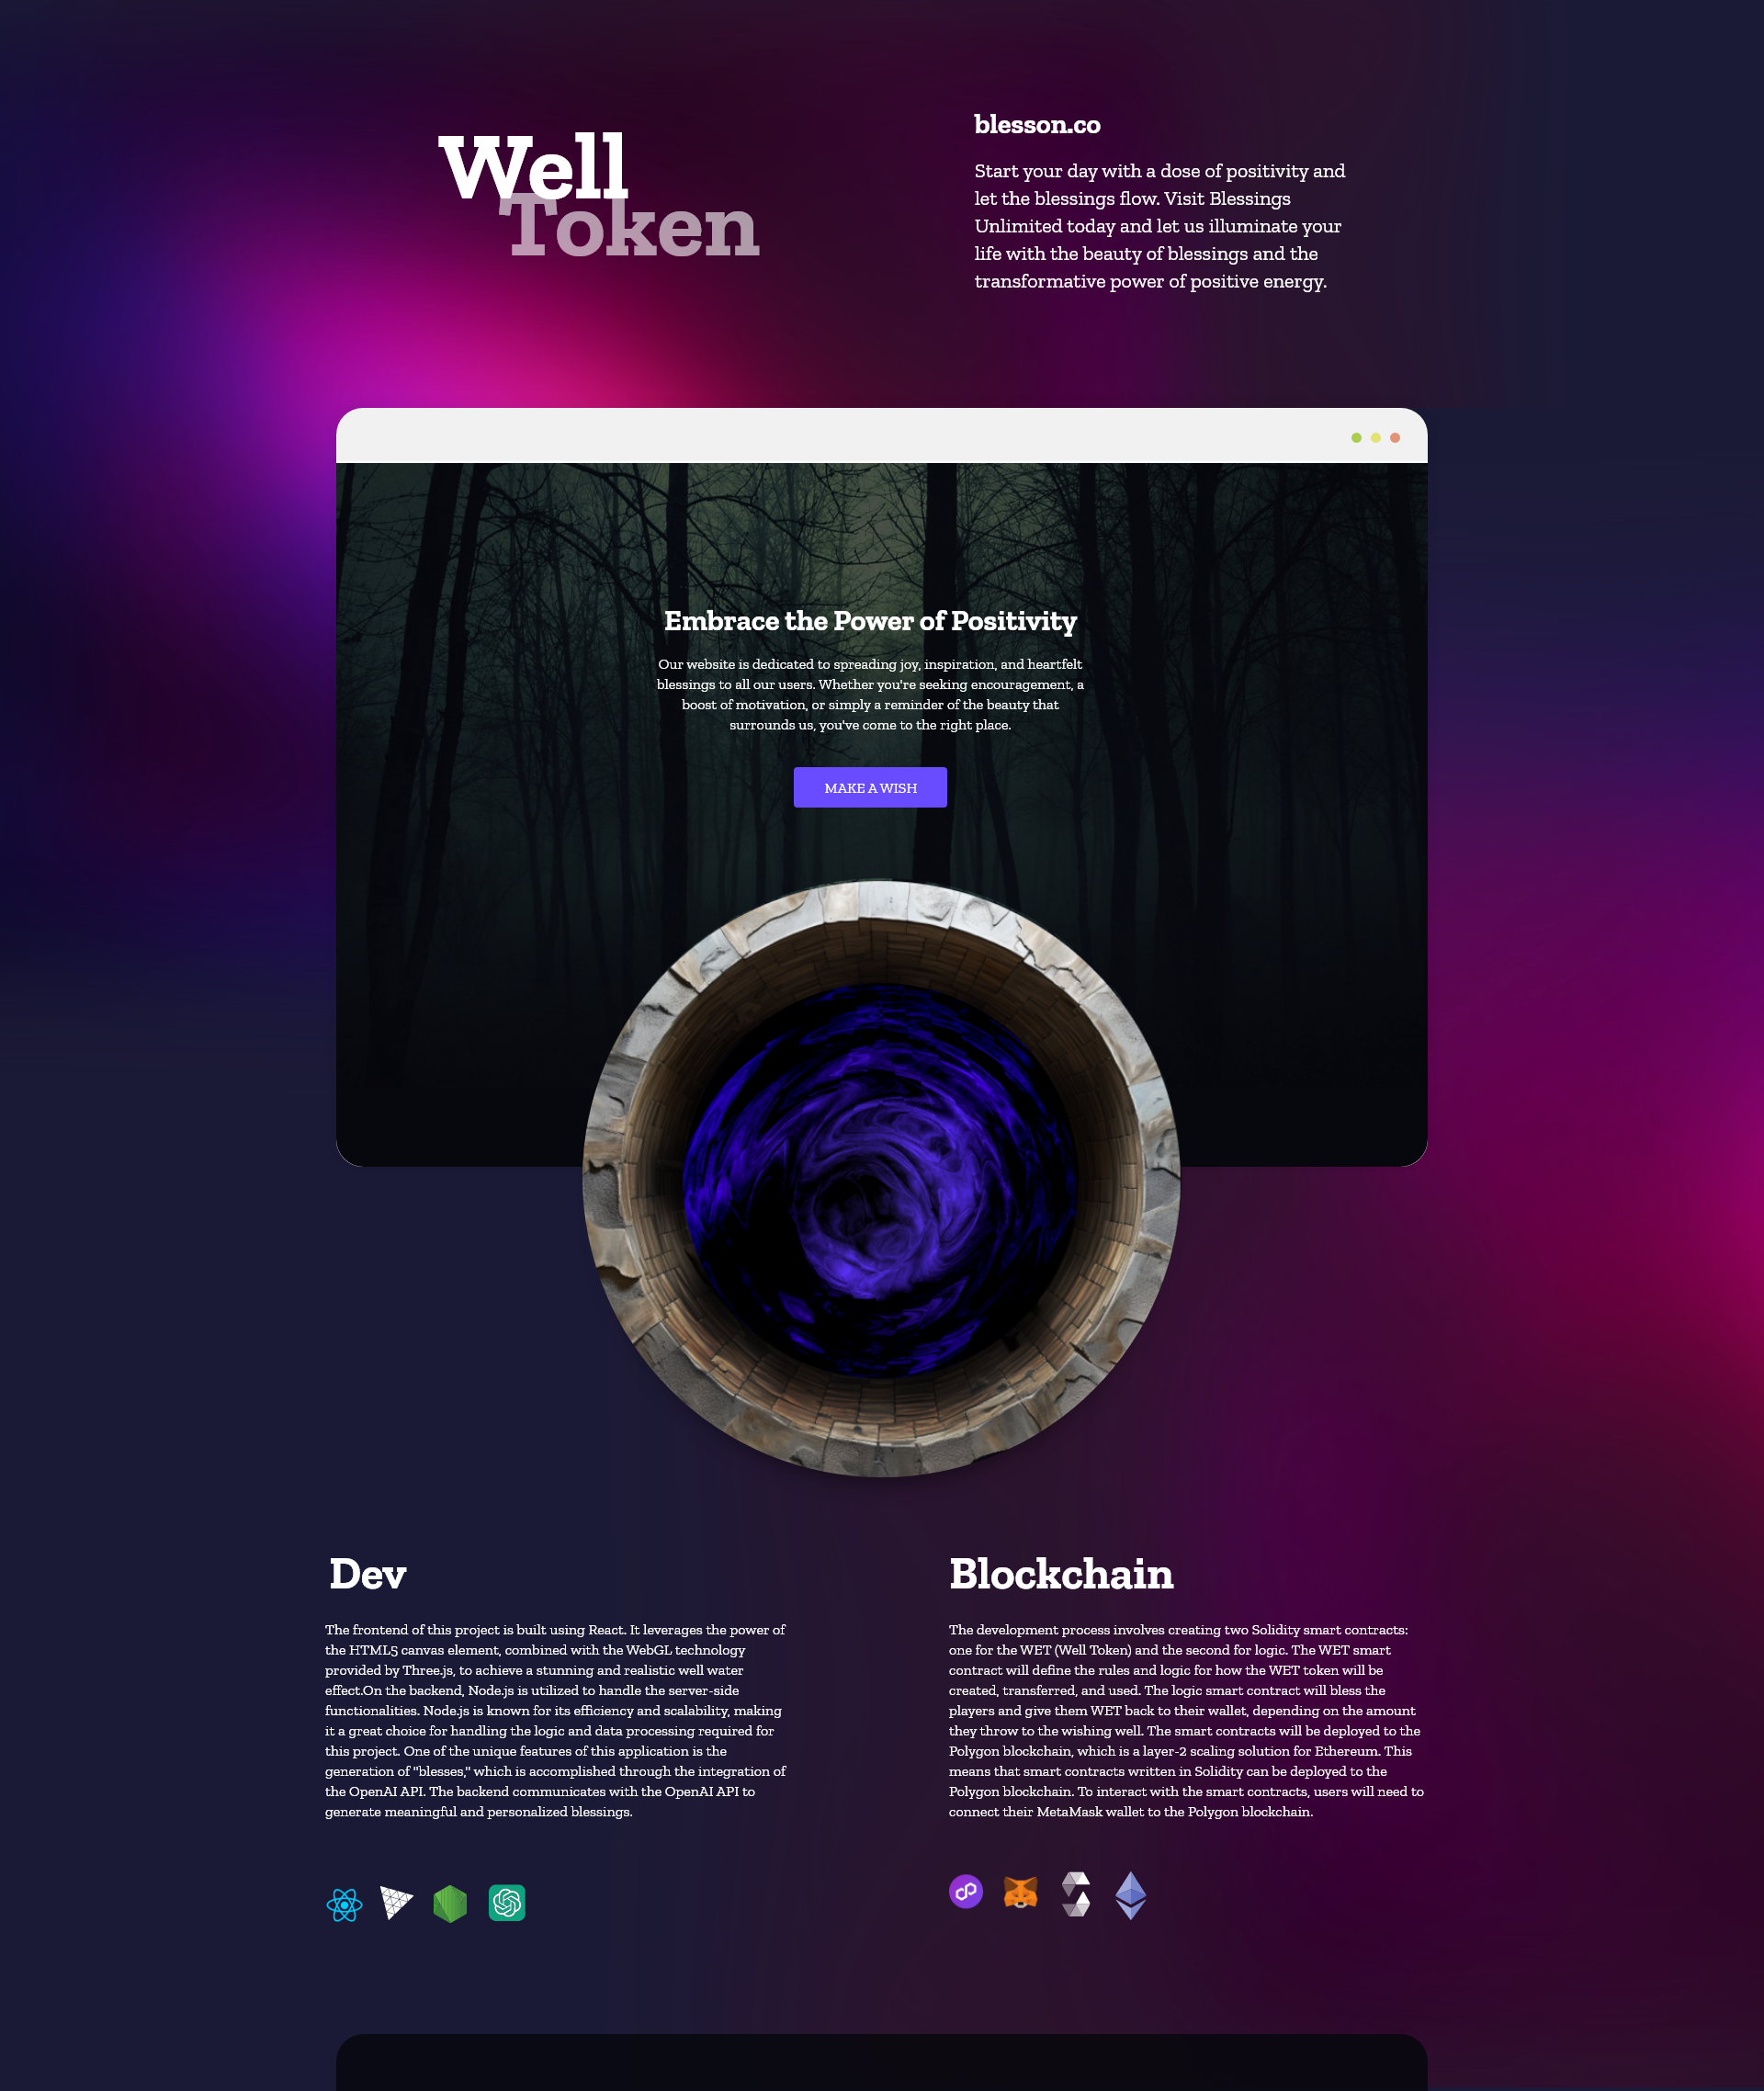 Well
Token
blesson.co
Start your day with a dose of positivity and
let the blessings flow. Visit Blessings
Unlimited today and let us illuminate your
life with the beauty of blessings and the
transformative power of positive energy.
Embrace the Power of Positivity
Our website is dedicated to spreading joy, inspiration, and heartfelt
blessings to all our users. Whether you're seeking encouragement, a
boost of motivation, or simply a reminder of the beauty that
surrounds us, you've come to the right place.
MAKE A WISH
Dev
The frontend of this project is built using React. It leverages the power of
the HTML5 canvas element, combined with the WebGL technology
provided by Three.js, to achieve a stunning and realistic well water
effect.On the backend, Node.js is utilized to handle the server-side
functionalities. Node.js is known for its efficiency and scalability, making
it a great choice for handling the logic and data processing required for
this project. One of the unique features of this application is the
generation of "blesses," which is accomplished through the integration of
the OpenAI API. The backend communicates with the OpenAI API to
generate meaningful and personalized blessings.
Blockchain
The development process involves creating two Solidity smart contracts:
one for the WET (Well Token) and the second for logic. The WET smart
contract will define the rules and logic for how the WET token will be
created, transferred, and used. The logic smart contract will bless the
players and give them WET back to their wallet, depending on the amount
they throw to the wishing well. The smart contracts will be deployed to the
Polygon blockchain, which is a layer-2 scaling solution for Ethereum. This
means that smart contracts written in Solidity can be deployed to the
Polygon blockchain. To interact with the smart contracts, users will need to
connect their MetaMask wallet to the Polygon blockchain.